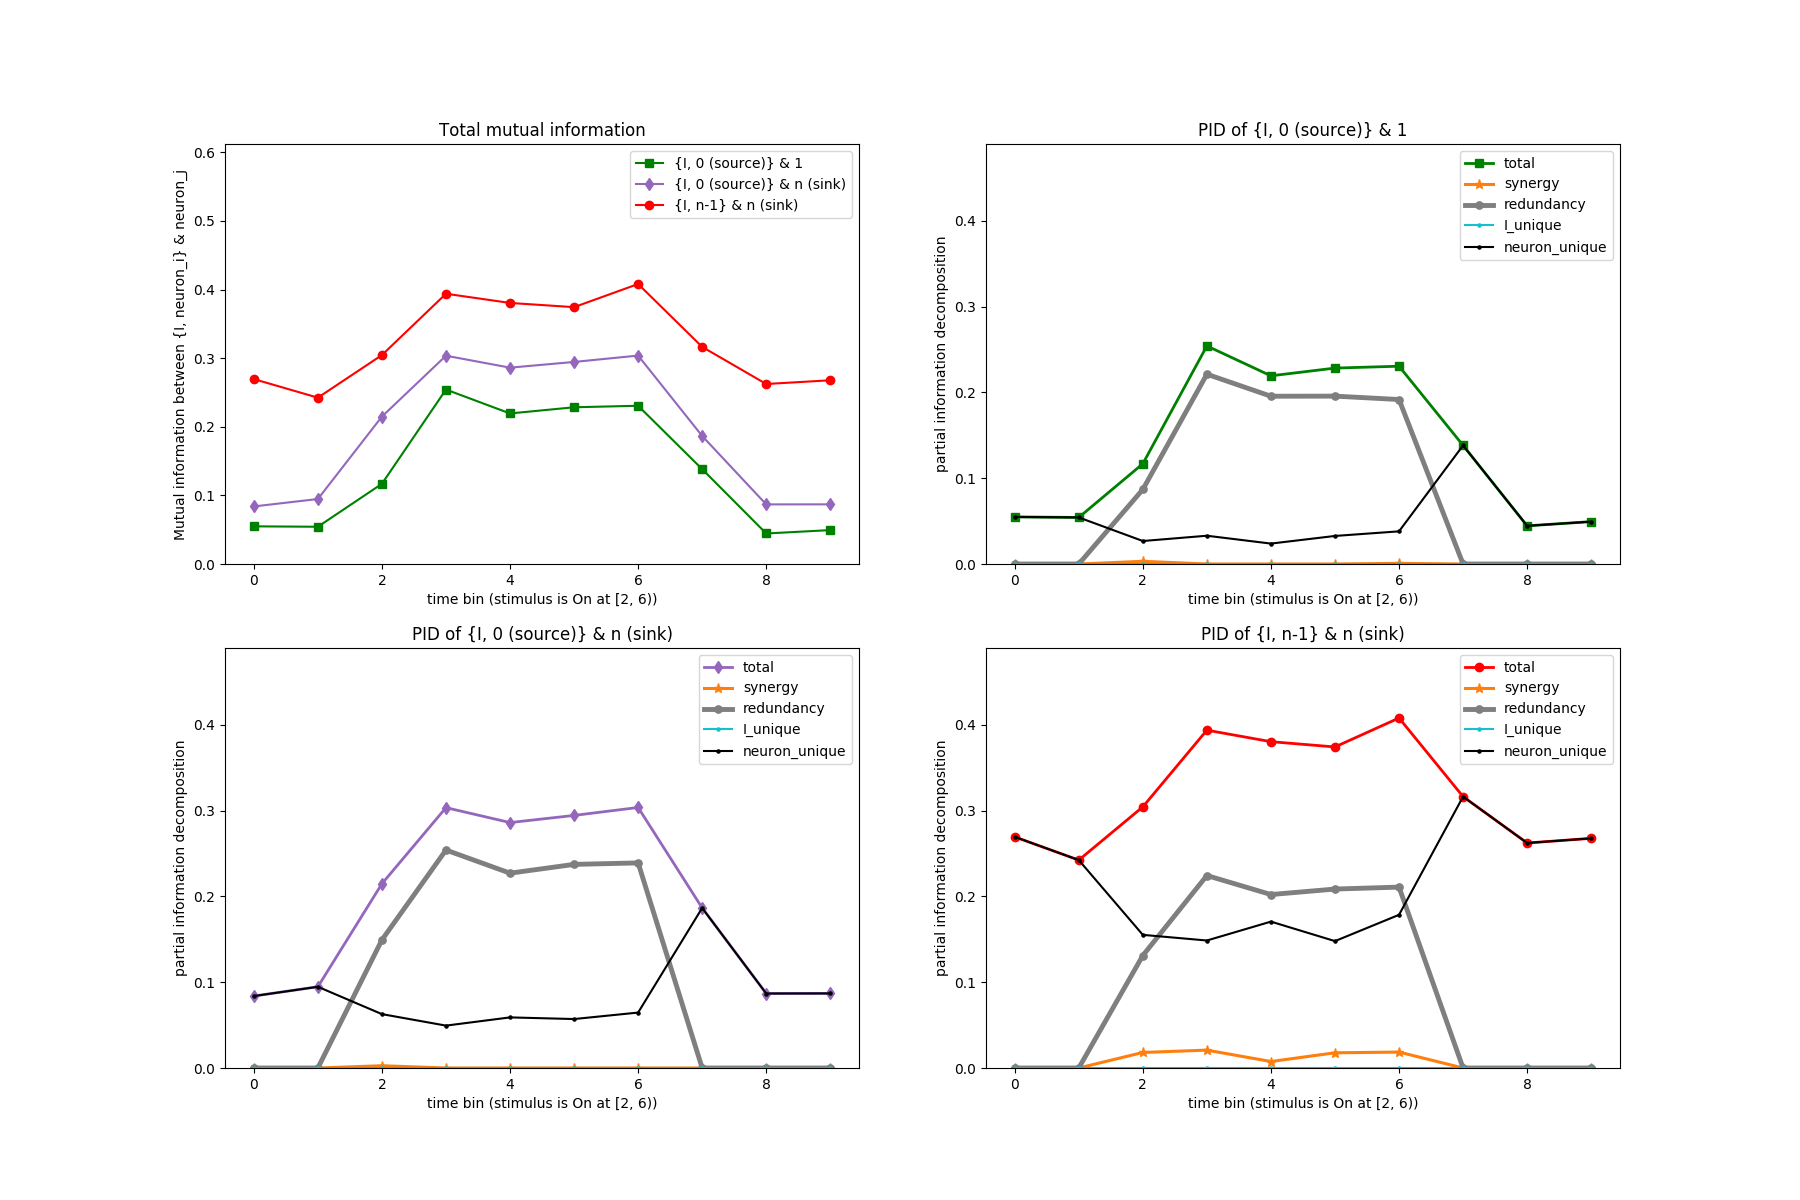 Total mutual information
Mutual information between {I, neuron_i} & neuron_j
0.6
0.5
0.4
0.3
0.2
0.1
0.0
{I, 0 (source)} & 1
{I, 0 (source)} & n (sink)
{I, n-1} & n (sink)
0 2 4 6 8
time bin (stimulus is On at [2, 6))
PID of {I, 0 (source)} & 1
partial information decomposition
0.4
0.3
0.2
0.1
0.0
total
synergy
redundancy
I_unique
neuron_unique
0 2 4 6 8
time bin (stimulus is On at [2, 6))
PID of {I, 0 (source)} & n (sink)
partial information decomposition
0.4
0.3
0.2
0.1
0.0
total
synergy
redundancy
I_unique
neuron_unique
0 2 4 6 8
time bin (stimulus is On at [2, 6))
PID of {I, n-1} & n (sink)
partial information decomposition
0.4
0.3
0.2
0.1
0.0
total
synergy
redundancy
I_unique
neuron_unique
0 2 4 6 8
time bin (stimulus is On at [2, 6))